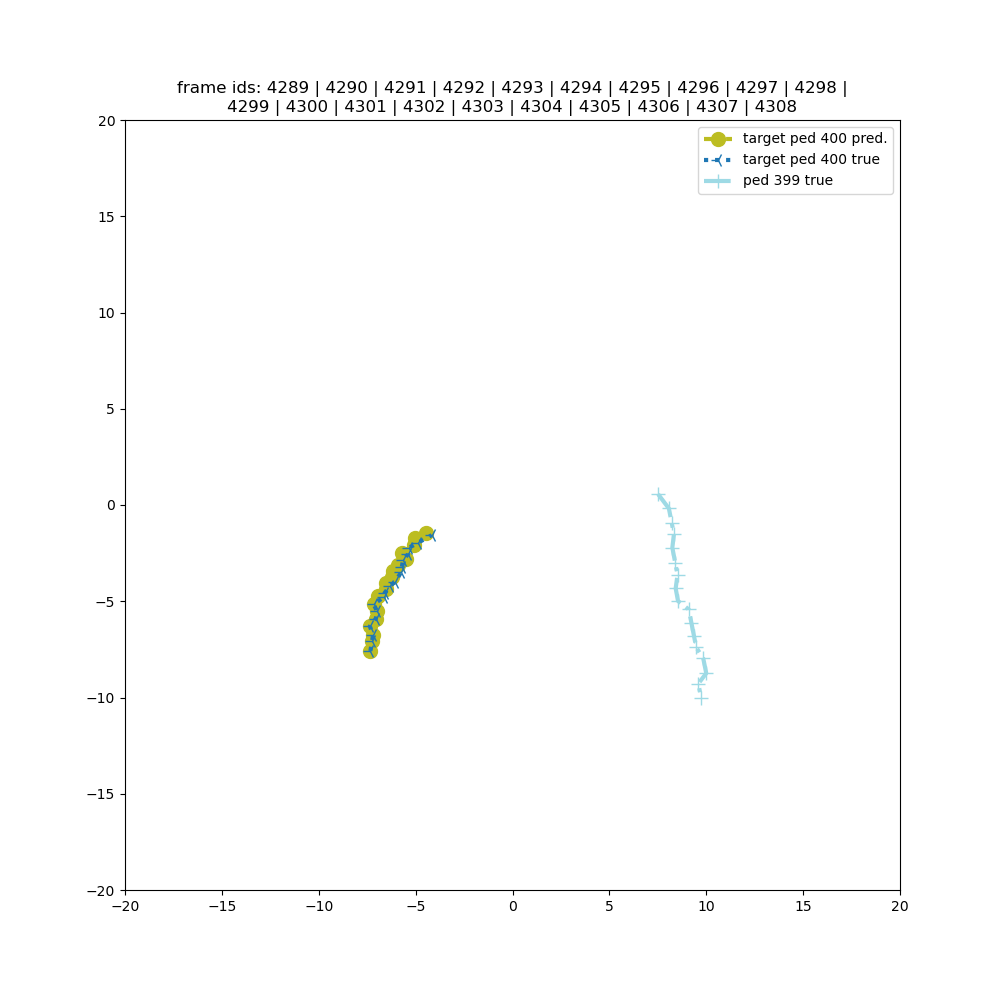 frame ids: 4289 | 4290 | 4291 | 4292 | 4293 | 4294 | 4295 | 4296 | 4297 | 4298 |
4299 | 4300 | 4301 | 4302 | 4303 | 4304 | 4305 | 4306 | 4307 | 4308
target ped 400 pred.
target ped 400 true
ped 399 true
20
15
10
5
0
−5
−10
−15
−20
−20 −15 −10 −5 0 5 10 15 20